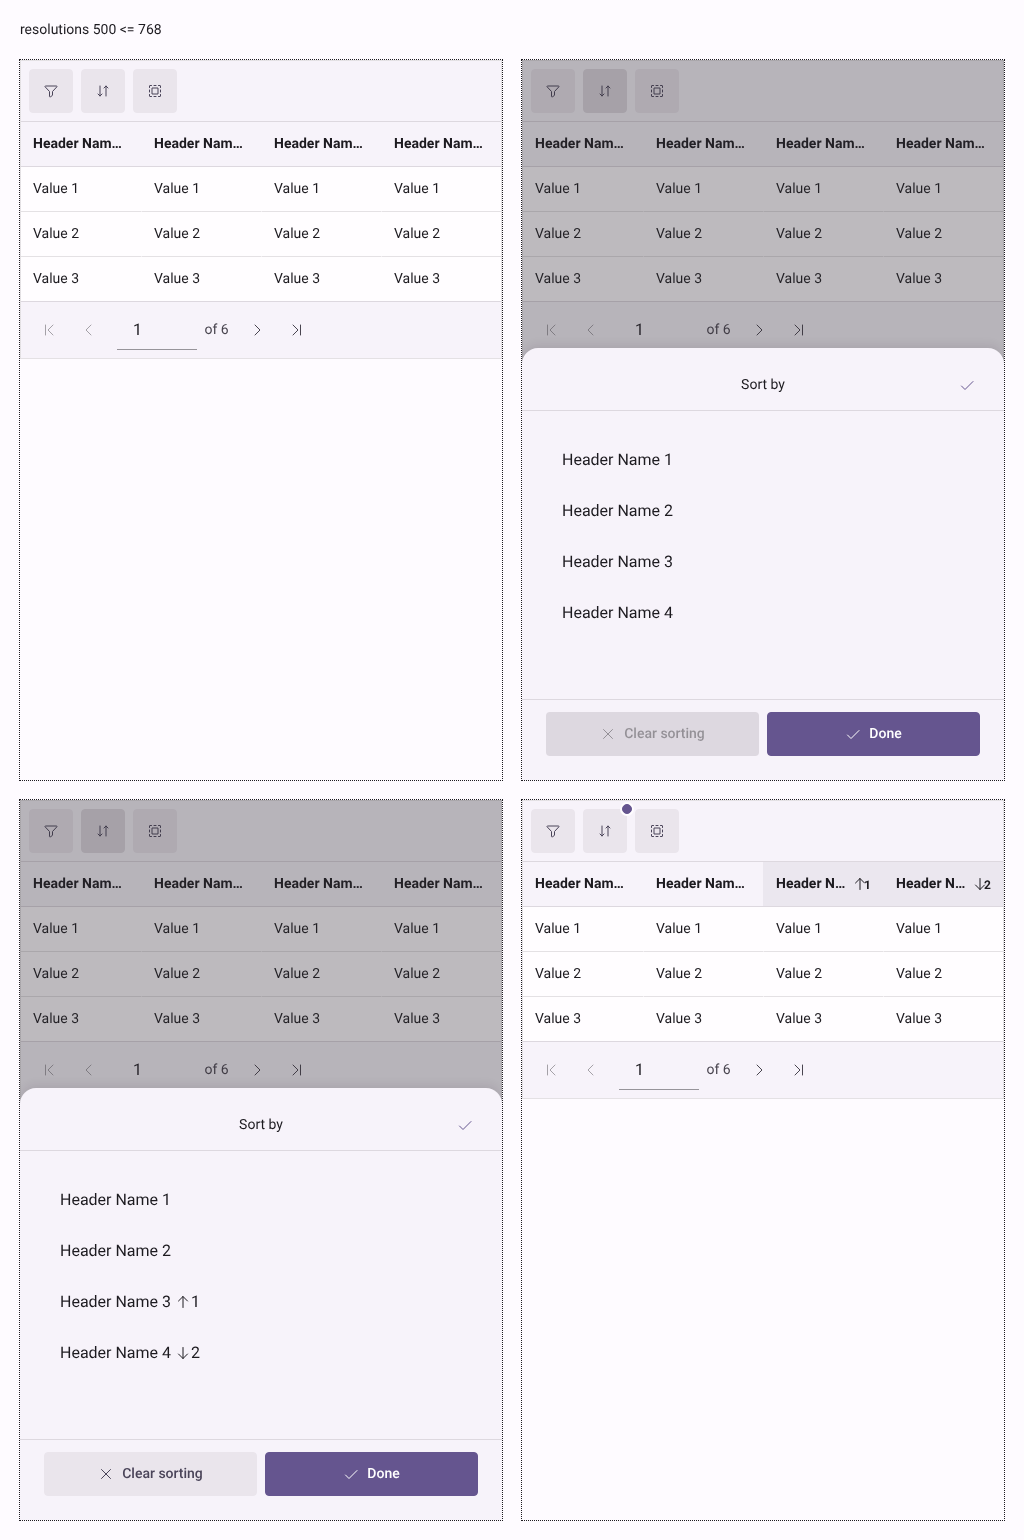 resolutions 500 <= 768
Header Nam... Header Nam... Header Nam... Header Nam...
Value 1 Value 1 Value 1 Value 1
Value 2 Value 2 Value 2 Value 2
Value 3 Value 3 Value 3 Value 3
1 of 6
Header Nam... Header Nam... Header Nam... Header Nam...
Value 1 Value 1 Value 1 Value 1
Value 2 Value 2 Value 2 Value 2
Value 3 Value 3 Value 3 Value 3
1 of 6
Sort by
Header Name 1
Header Name 2
Header Name 3
Header Name 4
Clear sorting Done
Header Nam... Header Nam... Header Nam... Header Nam...
Value 1 Value 1 Value 1 Value 1
Value 2 Value 2 Value 2 Value 2
Value 3 Value 3 Value 3 Value 3
1 of 6
Sort by
Header Name 1
Header Name 2
Header Name 3 ↑1
Header Name 4 ↓2
Clear sorting Done
Header Nam... Header Nam... Header N... ↑1 Header N... ↓2
Value 1 Value 1 Value 1 Value 1
Value 2 Value 2 Value 2 Value 2
Value 3 Value 3 Value 3 Value 3
1 of 6